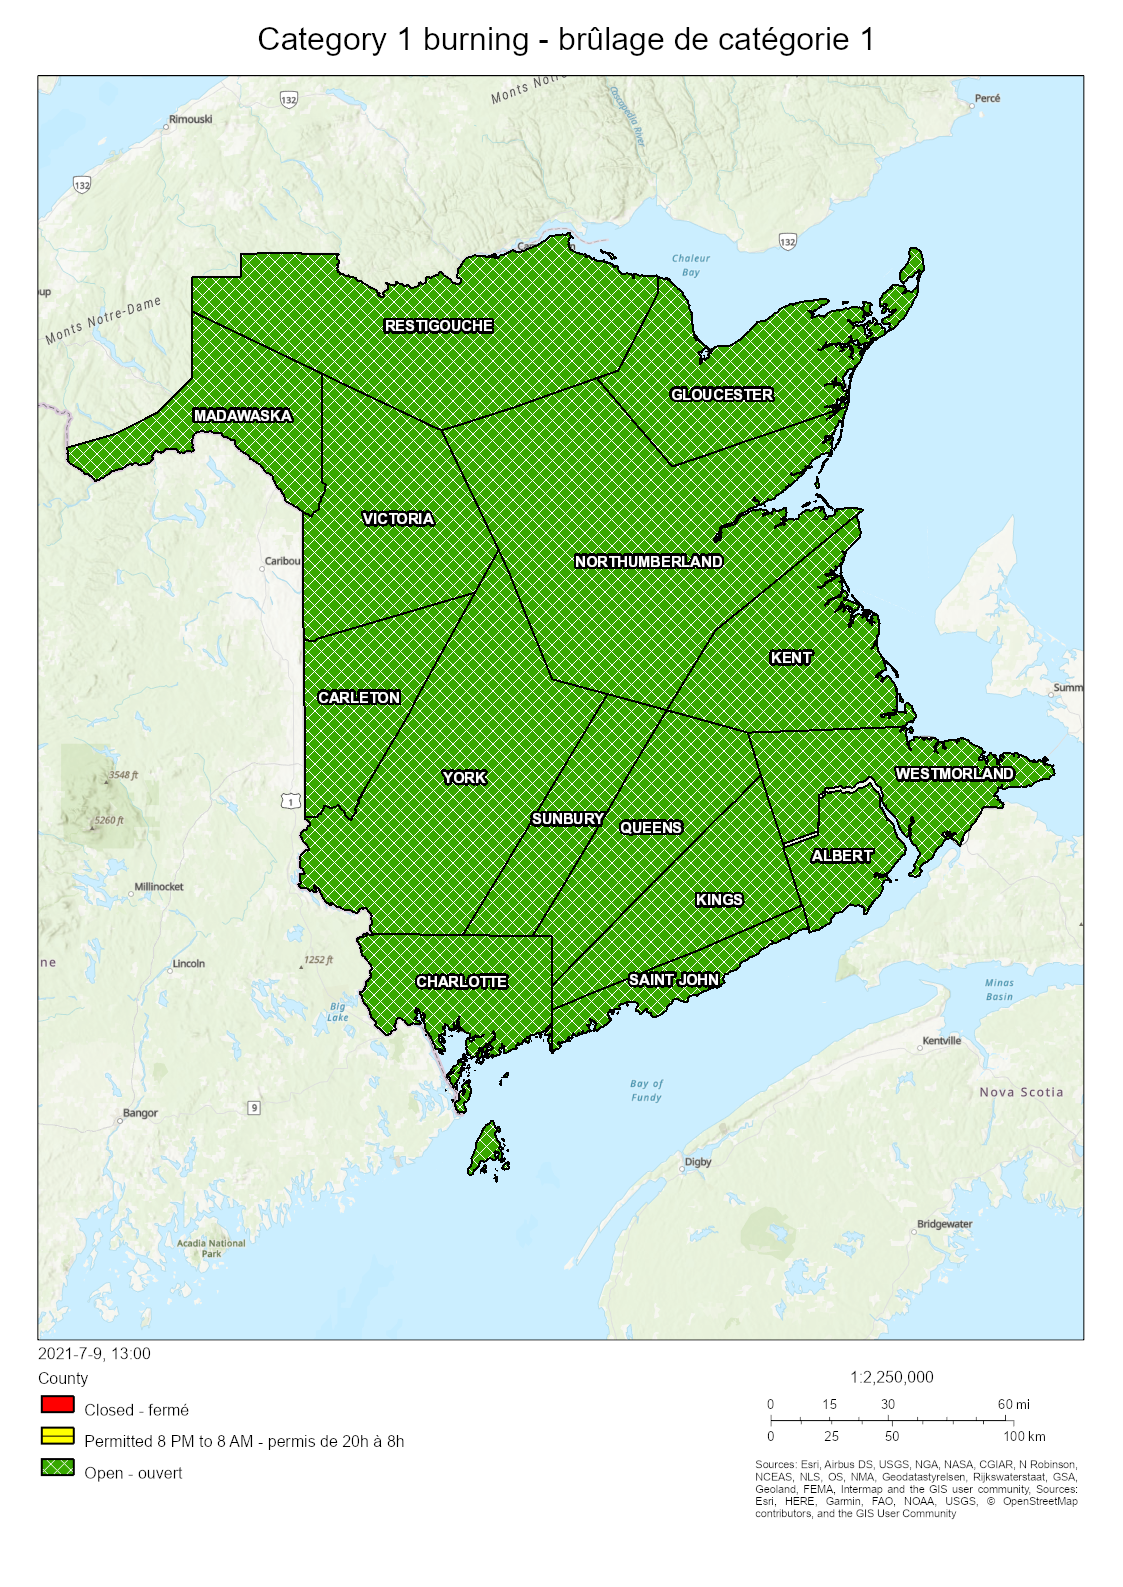 Category 1 burning - brûlage de catégorie 1
Monts Notre
132
Percé
Rimouski
Cascapedia River
132
132
Chaleur
Bay
oup
Monts Notre-Dame
RESTIGOUCHE
GLOUCESTER
MADAWASKA
VICTORIA
NORTHUMBERLAND
Caribou
KENT
Summ
CARLETON
3548 ft
YORK
WESTMORLAND
1
5260 ft
SUNBURY
QUEENS
ALBERT
Millinocket
KINGS
ne
Lincoln
1252 ft
CHARLOTTE
SAINT JOHN
Minas
Basin
Big
Lake
Kentville
Bay of
Fundy
Nova Scotia
9
Bangor
Digby
Bridgewater
Acadia National
Park
2021-7-9, 13:00
County
Closed - fermé
Permitted 8 PM to 8 AM - permis de 20h à 8h
Open - ouvert
1:2,250,000
0 15 30 60 mi
0 25 50 100 km
Sources: Esri, Airbus DS, USGS, NGA, NASA, CGIAR, N Robinson,
NCEAS, NLS, OS, NMA, Geodatastyrelsen, Rijkswaterstaat, GSA,
Geoland, FEMA, Intermap and the GIS user community, Sources:
Esri, HERE, Garmin, FAO, NOAA, USGS, © OpenStreetMap
contributors, and the GIS User Community